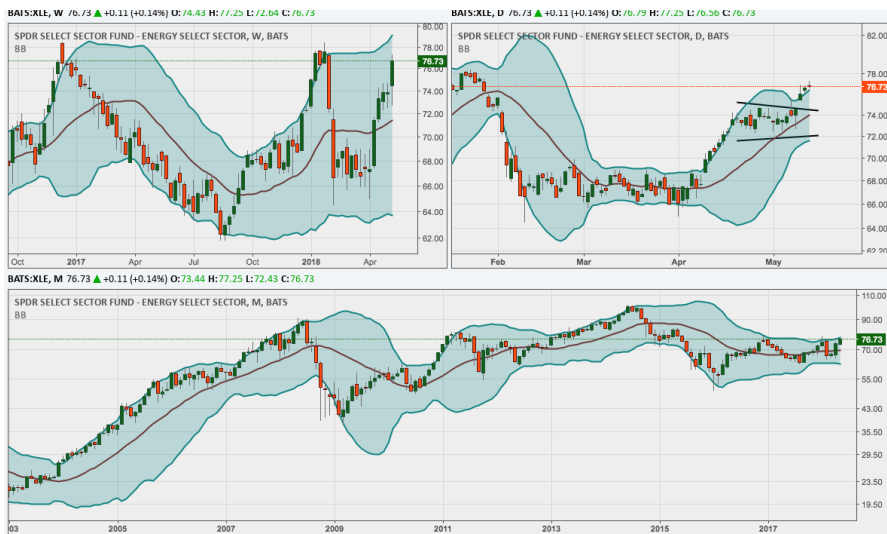 BATS:XLE, W 76.73 ▲ +0.11 (+0.14%) O:74.43 H:77.25 L:72.64 C:76.73
SPDR SELECT SECTOR FUND - ENERGY SELECT SECTOR, W, BATS
BB
80.00
78.00
76.73
76.00
74.00
72.00
70.00
68.00
66.00
64.00
62.00
Oct 2017 Apr Jul Oct 2018 Apr
BATS:XLE, D 76.73 ▲ +0.11 (+0.14%) O:76.79 H:77.25 L:76.56 C:76.73
SPDR SELECT SECTOR FUND - ENERGY SELECT SECTOR, D, BATS
BB
82.00
78.00
76.73
74.00
72.00
70.00
68.00
66.00
64.00
62.20
Feb Mar Apr May
BATS:XLE, M 76.73 ▲ +0.11 (+0.14%) O:73.44 H:77.25 L:72.43 C:76.73
SPDR SELECT SECTOR FUND - ENERGY SELECT SECTOR, M, BATS
BB
110.00
90.00
76.73
70.00
55.00
43.00
35.50
29.50
23.50
19.50
03 2005 2007 2009 2011 2013 2015 2017